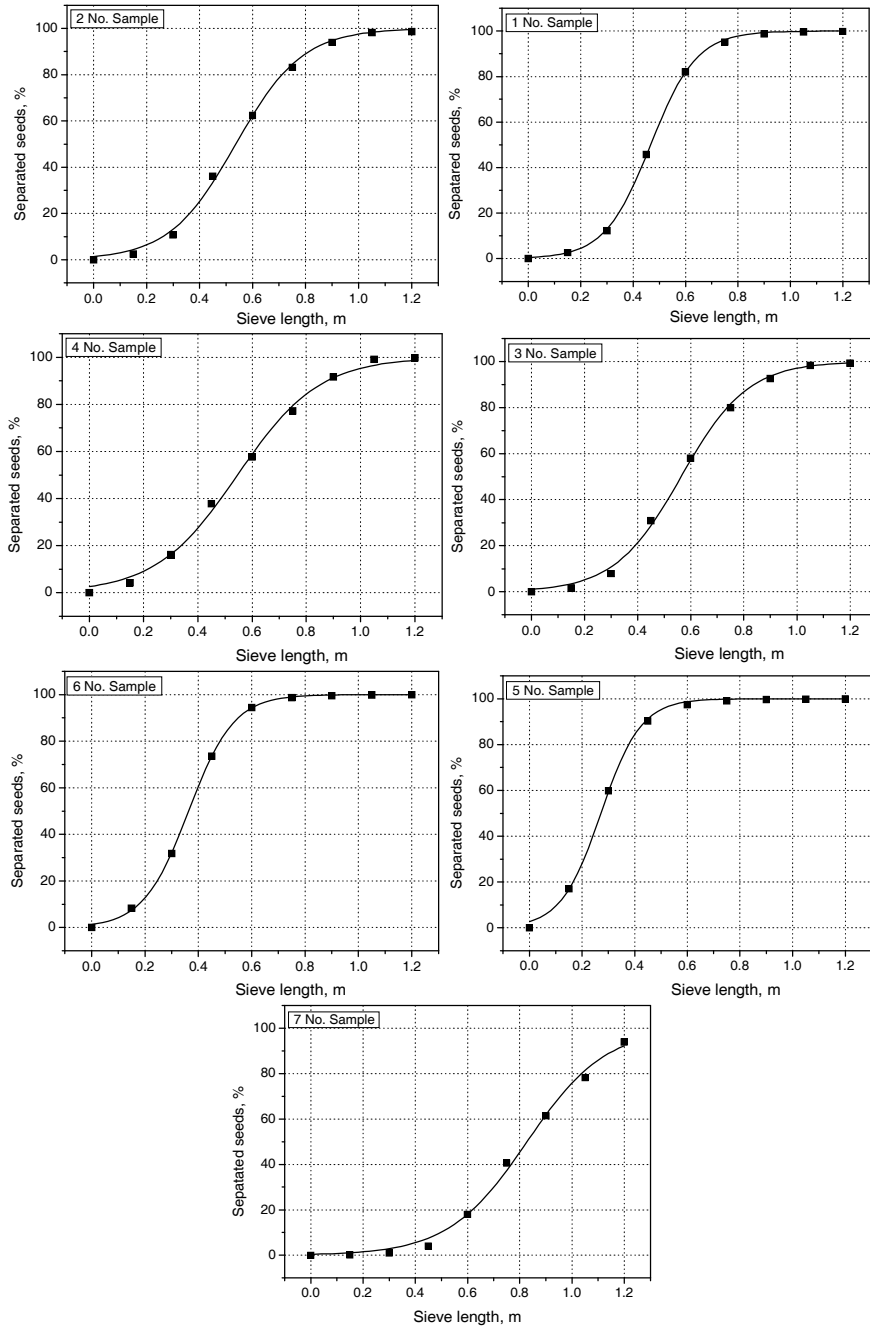 2 No. Sample
100
80
60
40
20
0
Separated seeds, %
0.0 0.2 0.4 0.6 0.8 1.0 1.2
Sieve length, m
1 No. Sample
100
80
60
40
20
0
Sepatared seeds, %
0.0 0.2 0.4 0.6 0.8 1.0 1.2
Sieve length, m
4 No. Sample
100
80
60
40
20
0
Separated seeds, %
0.0 0.2 0.4 0.6 0.8 1.0 1.2
Sieve length, m
3 No. Sample
100
80
60
40
20
0
Separated seeds, %
0.0 0.2 0.4 0.6 0.8 1.0 1.2
Sieve length, m
6 No. Sample
100
80
60
40
20
0
Separated seeds, %
0.0 0.2 0.4 0.6 0.8 1.0 1.2
Sieve length, m
5 No. Sample
100
80
60
40
20
0
Separated seeds, %
0.0 0.2 0.4 0.6 0.8 1.0 1.2
Sieve length, m
7 No. Sample
100
80
60
40
20
0
Sepatated seeds, %
0.0 0.2 0.4 0.6 0.8 1.0 1.2
Sieve length, m